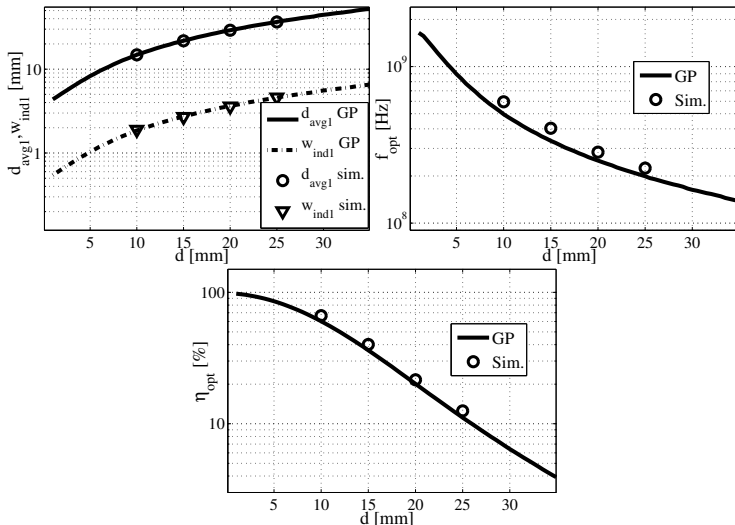 d_avg1, w_ind1 [mm]
10
1
d_avg1 GP
w_ind1 GP
d_avg1 sim.
w_ind1 sim.
5 10 15 20 25 30
d [mm]
f_opt [Hz]
10^9
10^8
GP
Sim.
5 10 15 20 25 30
d [mm]
η_opt [%]
100
10
GP
Sim.
5 10 15 20 25 30
d [mm]